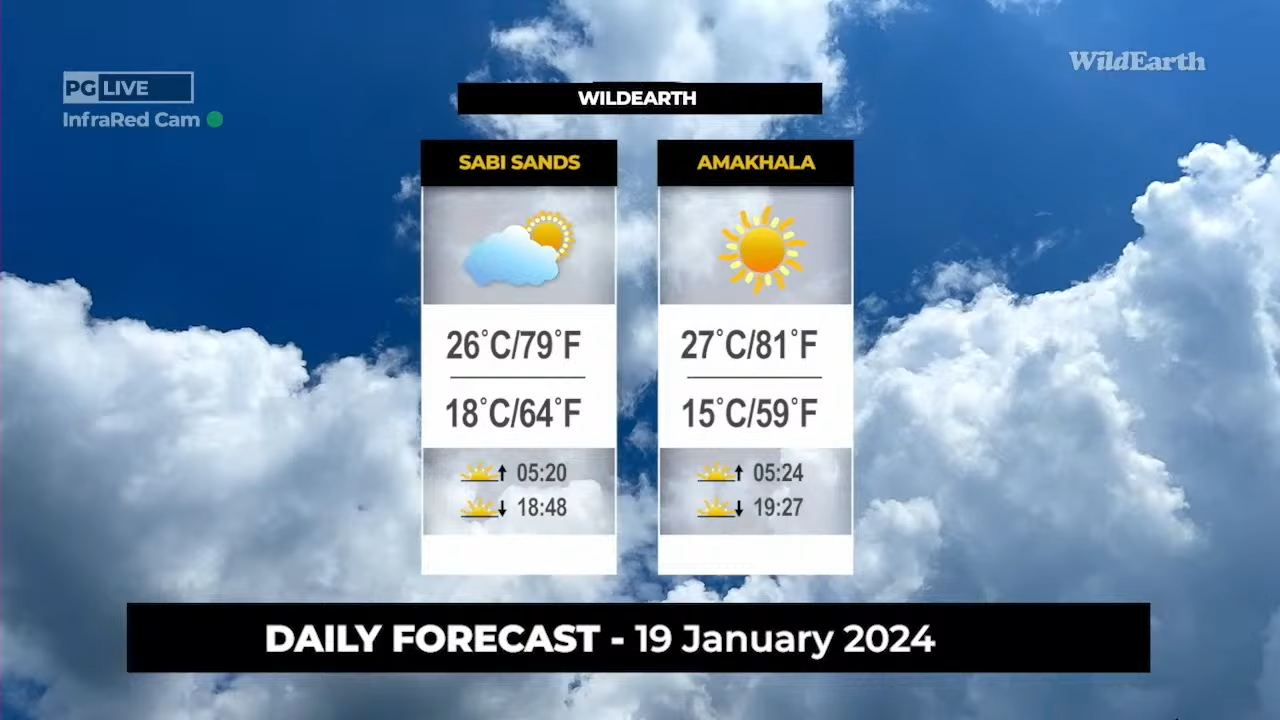 PG LIVE
InfraRed Cam
WildEarth
WILDEARTH
SABI SANDS
26°C/79°F
18°C/64°F
05:20
18:48
AMAKHALA
27°C/81°F
15°C/59°F
05:24
19:27
DAILY FORECAST - 19 January 2024